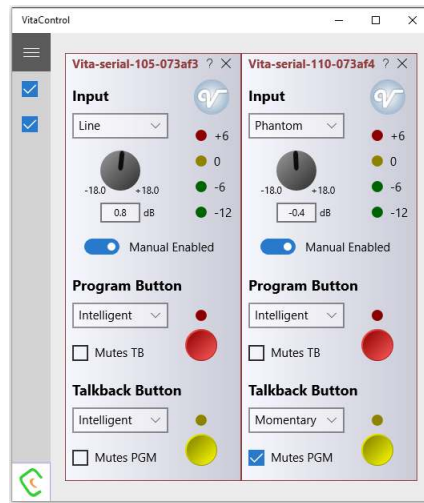 VitaControl
Vita-serial-105-073af3 ? ×
Input
Line
+6
0
-6
-12
-18.0 +18.0
0.8 dB
Manual Enabled
Program Button
Intelligent
Mutes TB
Talkback Button
Intelligent
Mutes PGM
Vita-serial-110-073af4 ? ×
Input
Phantom
+6
0
-6
-12
-18.0 +18.0
-0.4 dB
Manual Enabled
Program Button
Intelligent
Mutes TB
Talkback Button
Momentary
Mutes PGM